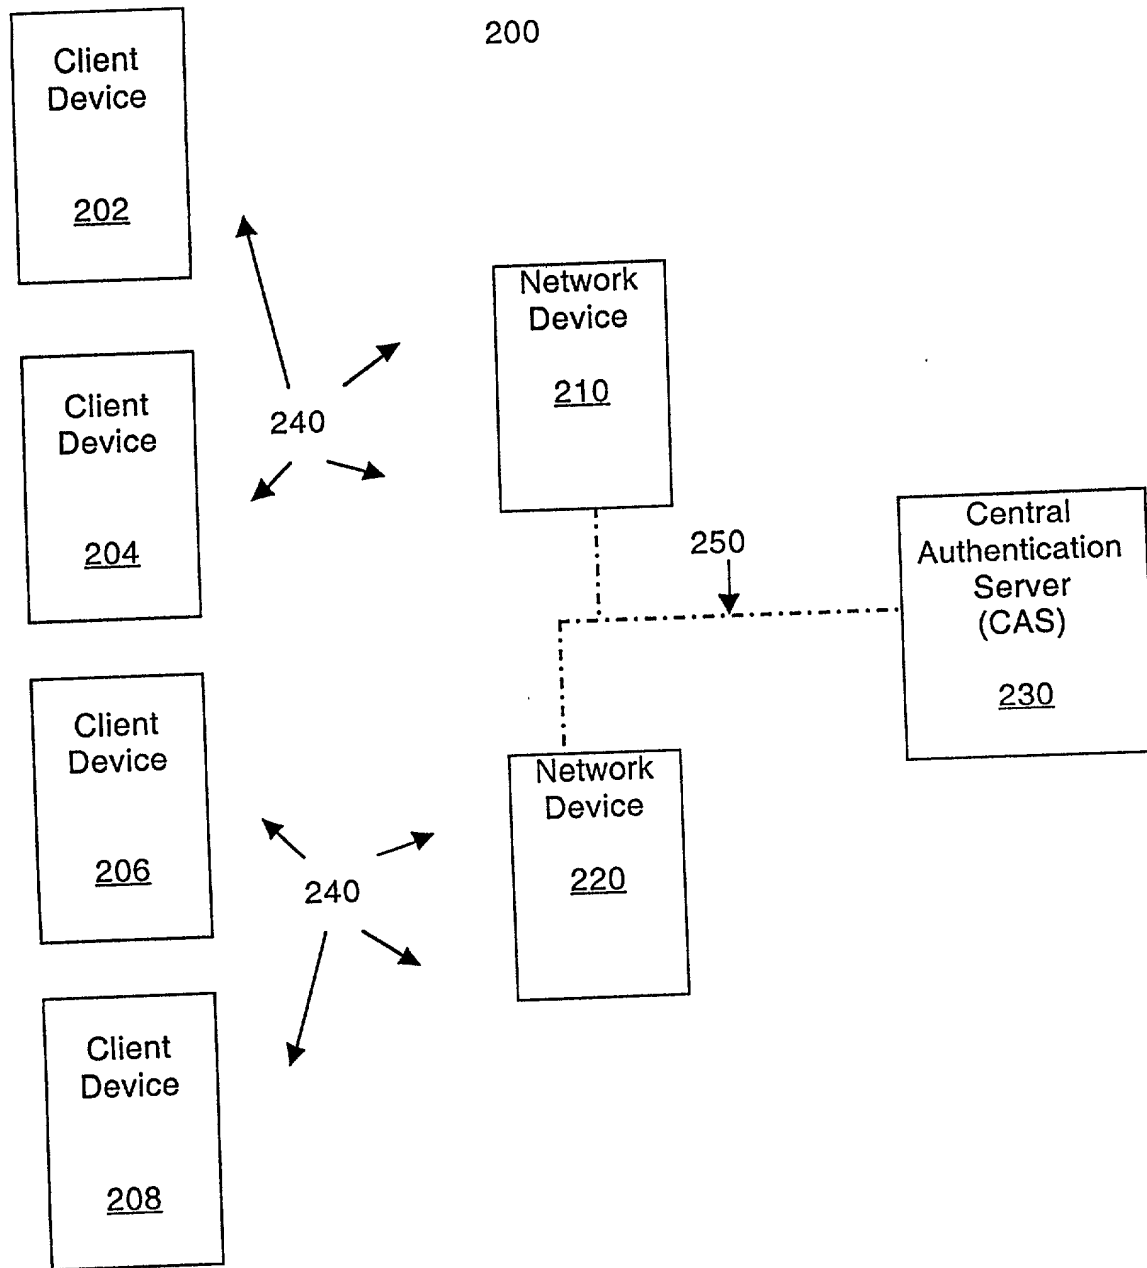 200
Client
Device
202
Network
Device
210
Client
Device
204
240
250
Central
Authentication
Server
(CAS)
230
Client
Device
206
Network
Device
220
240
Client
Device
208